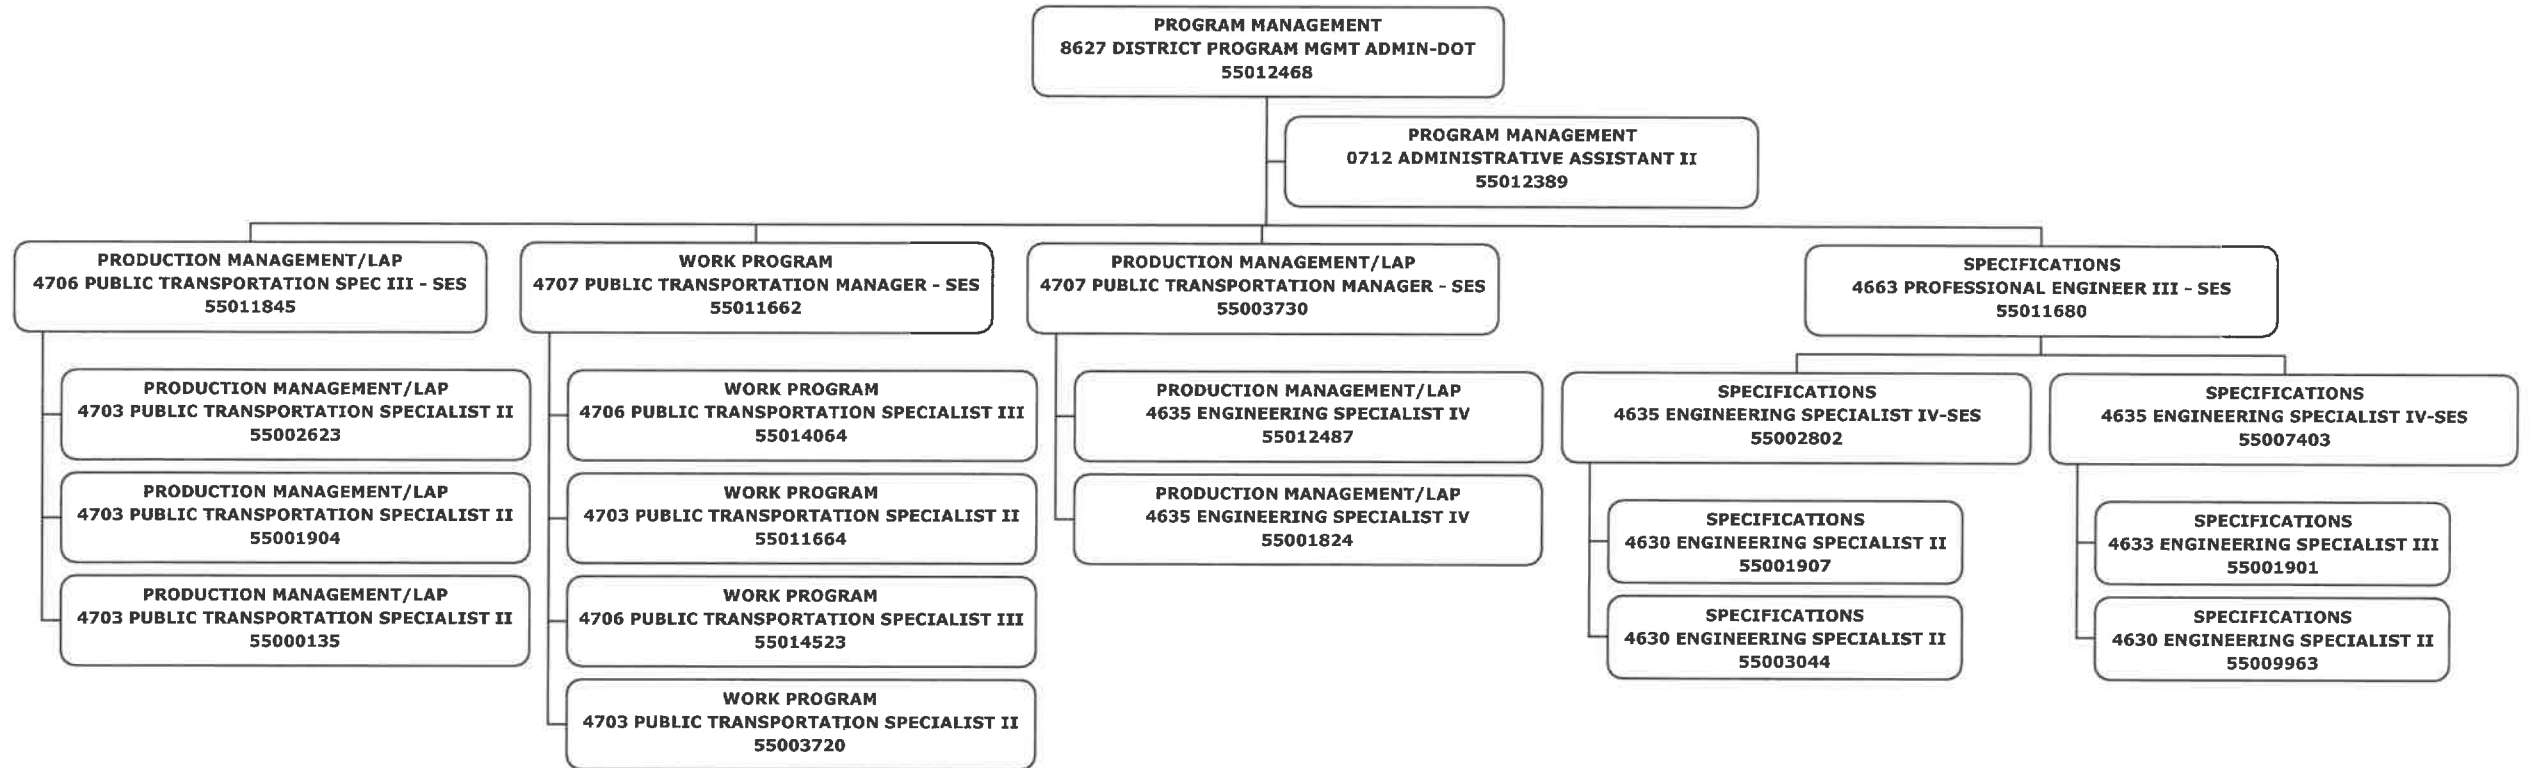 PROGRAM MANAGEMENT
8627 DISTRICT PROGRAM MGMT ADMIN-DOT
55012468
PROGRAM MANAGEMENT
0712 ADMINISTRATIVE ASSISTANT II
55012389
PRODUCTION MANAGEMENT/LAP
4706 PUBLIC TRANSPORTATION SPEC III - SES
55011845
PRODUCTION MANAGEMENT/LAP
4703 PUBLIC TRANSPORTATION SPECIALIST II
55002623
PRODUCTION MANAGEMENT/LAP
4703 PUBLIC TRANSPORTATION SPECIALIST II
55001904
PRODUCTION MANAGEMENT/LAP
4703 PUBLIC TRANSPORTATION SPECIALIST II
55000135
WORK PROGRAM
4707 PUBLIC TRANSPORTATION MANAGER - SES
55011662
WORK PROGRAM
4706 PUBLIC TRANSPORTATION SPECIALIST III
55014064
WORK PROGRAM
4703 PUBLIC TRANSPORTATION SPECIALIST II
55011664
WORK PROGRAM
4706 PUBLIC TRANSPORTATION SPECIALIST III
55014523
WORK PROGRAM
4703 PUBLIC TRANSPORTATION SPECIALIST II
55003720
PRODUCTION MANAGEMENT/LAP
4707 PUBLIC TRANSPORTATION MANAGER - SES
55003730
PRODUCTION MANAGEMENT/LAP
4635 ENGINEERING SPECIALIST IV
55012487
PRODUCTION MANAGEMENT/LAP
4635 ENGINEERING SPECIALIST IV
55001824
SPECIFICATIONS
4663 PROFESSIONAL ENGINEER III - SES
55011680
SPECIFICATIONS
4635 ENGINEERING SPECIALIST IV-SES
55002802
SPECIFICATIONS
4630 ENGINEERING SPECIALIST II
55001907
SPECIFICATIONS
4630 ENGINEERING SPECIALIST II
55003044
SPECIFICATIONS
4635 ENGINEERING SPECIALIST IV-SES
55007403
SPECIFICATIONS
4633 ENGINEERING SPECIALIST III
55001901
SPECIFICATIONS
4630 ENGINEERING SPECIALIST II
55009963